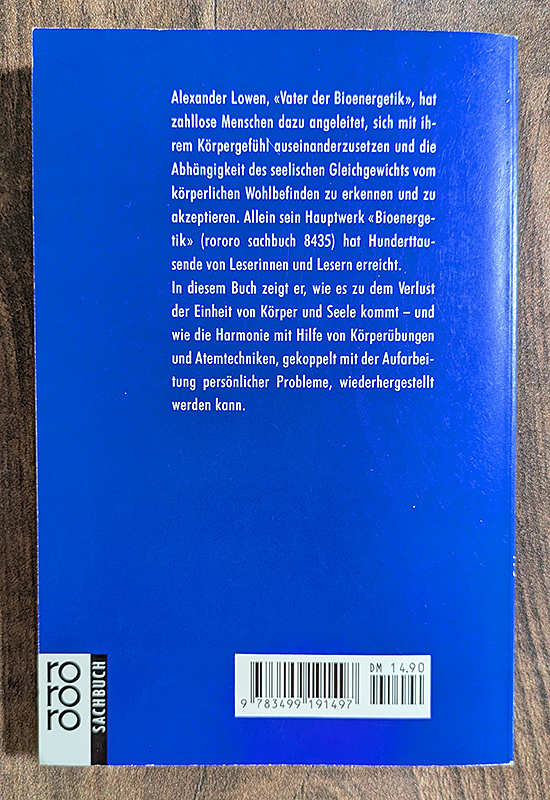 Alexander Lowen, «Vater der Bioenergetik», hat
zahllose Menschen dazu angeleitet, sich mit ih-
rem Körpergefühl auseinanderzusetzen und die
Abhängigkeit des seelischen Gleichgewichts vom
körperlichen Wohlbefinden zu erkennen und zu
akzeptieren. Allein sein Hauptwerk «Bioenerge-
tik» (rororo sachbuch 8435) hat Hunderttau-
sende von Leserinnen und Lesern erreicht.
In diesem Buch zeigt er, wie es zu dem Verlust
der Einheit von Körper und Seele kommt – und
wie die Harmonie mit Hilfe von Körperübungen
und Atemtechniken, gekoppelt mit der Aufarbei-
tung persönlicher Probleme, wiederhergestellt
werden kann.
ro
ro
ro
SACHBUCH
DM 14.90
9 783499 191497